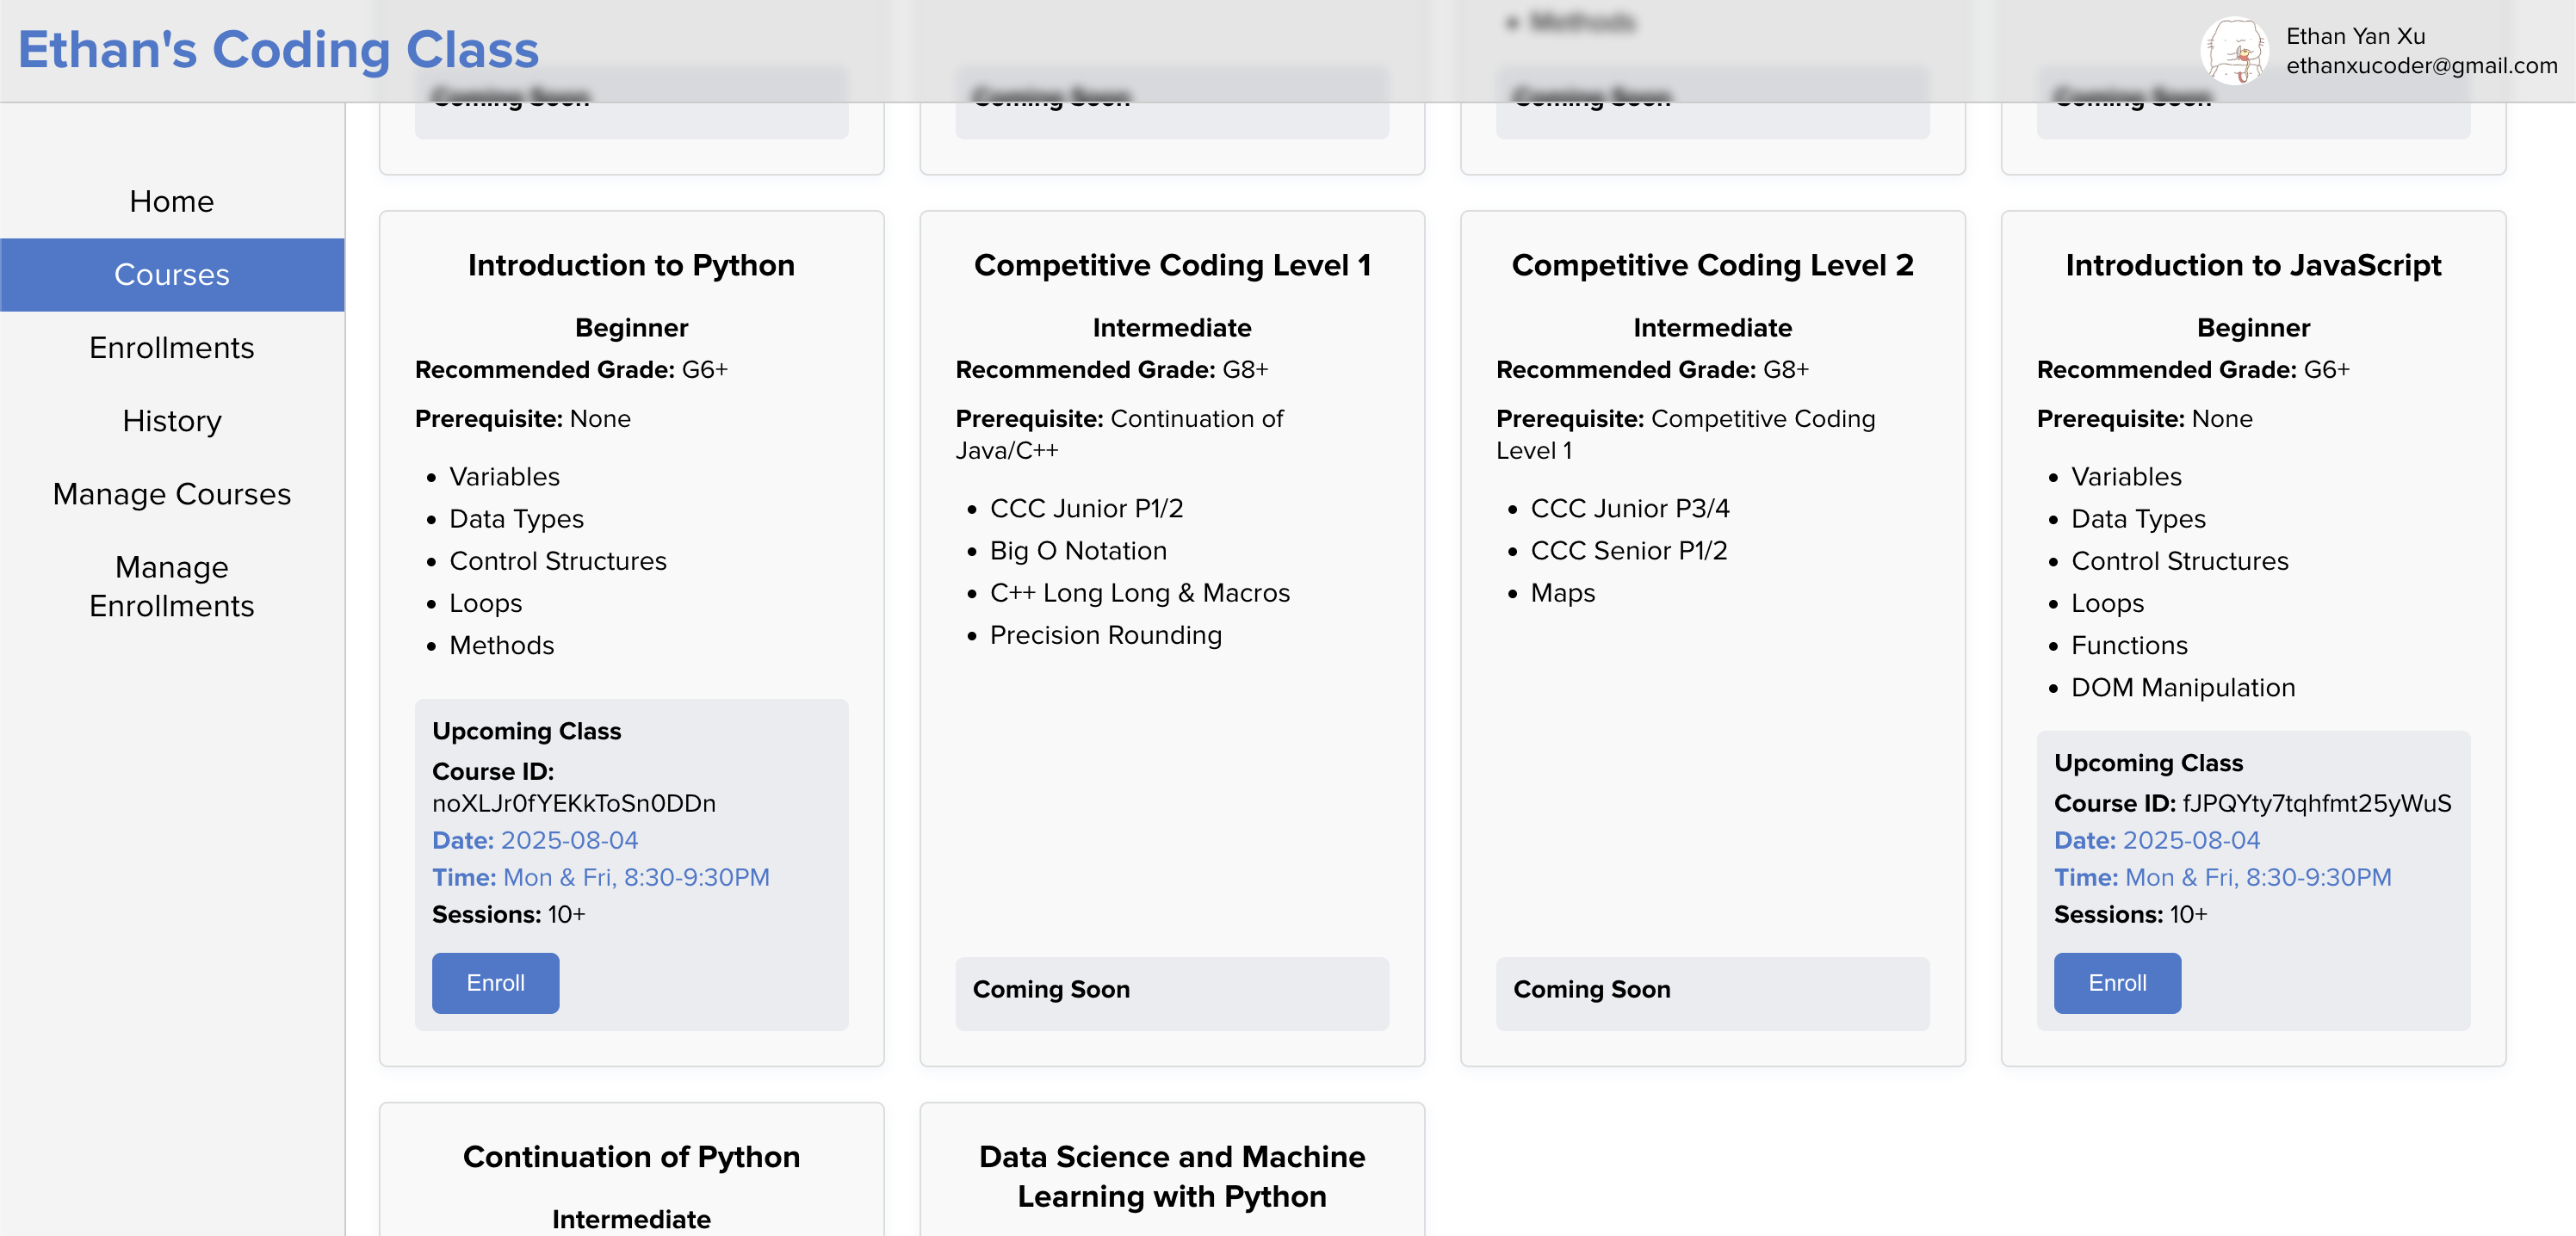 Ethan's Coding Class
Ethan Yan Xu
ethanxucoder@gmail.com
Home
Courses
Enrollments
History
Manage Courses
Manage
Enrollments
Methods
Coming Soon
Coming Soon
Coming Soon
Coming Soon
Introduction to Python
Beginner
Recommended Grade: G6+
Prerequisite: None
Variables
Data Types
Control Structures
Loops
Methods
Upcoming Class
Course ID:
noXLJr0fYEKkToSn0DDn
Date: 2025-08-04
Time: Mon & Fri, 8:30-9:30PM
Sessions: 10+
Enroll
Competitive Coding Level 1
Intermediate
Recommended Grade: G8+
Prerequisite: Continuation of
Java/C++
CCC Junior P1/2
Big O Notation
C++ Long Long & Macros
Precision Rounding
Coming Soon
Competitive Coding Level 2
Intermediate
Recommended Grade: G8+
Prerequisite: Competitive Coding
Level 1
CCC Junior P3/4
CCC Senior P1/2
Maps
Coming Soon
Introduction to JavaScript
Beginner
Recommended Grade: G6+
Prerequisite: None
Variables
Data Types
Control Structures
Loops
Functions
DOM Manipulation
Upcoming Class
Course ID: fJPQYty7tqhfmt25yWuS
Date: 2025-08-04
Time: Mon & Fri, 8:30-9:30PM
Sessions: 10+
Enroll
Continuation of Python
Intermediate
Data Science and Machine
Learning with Python